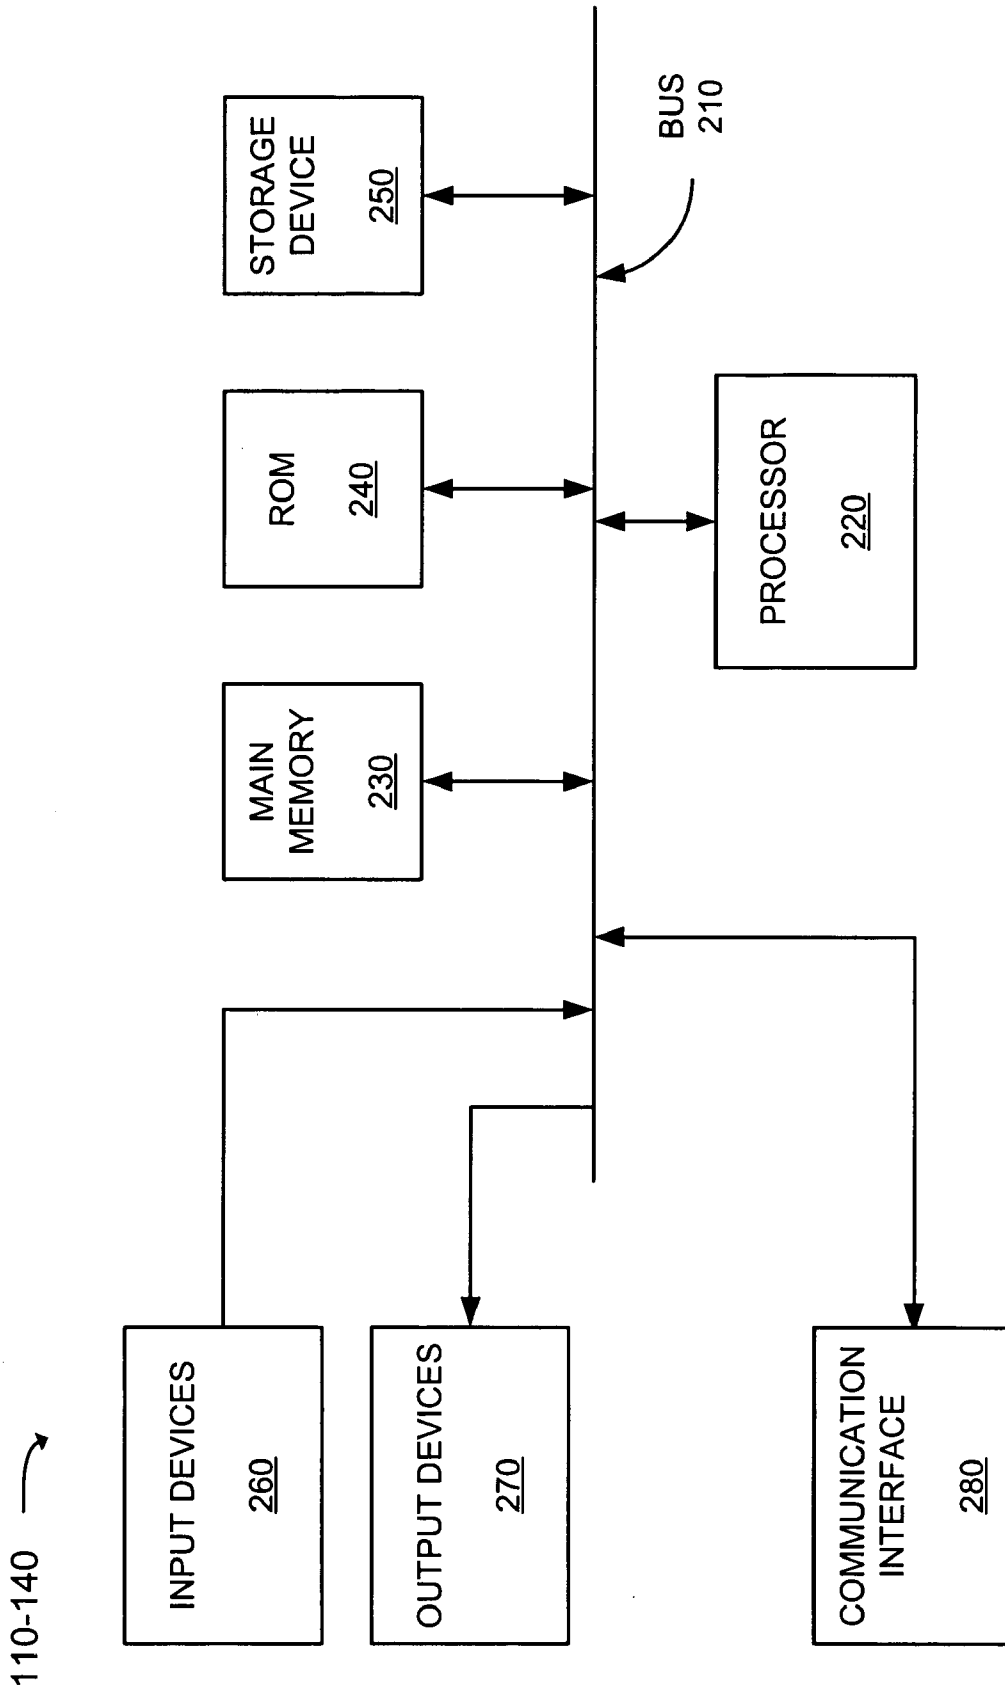 110-140
INPUT DEVICES
260
OUTPUT DEVICES
270
COMMUNICATION
INTERFACE
280
MAIN
MEMORY
230
ROM
240
STORAGE
DEVICE
250
PROCESSOR
220
BUS
210